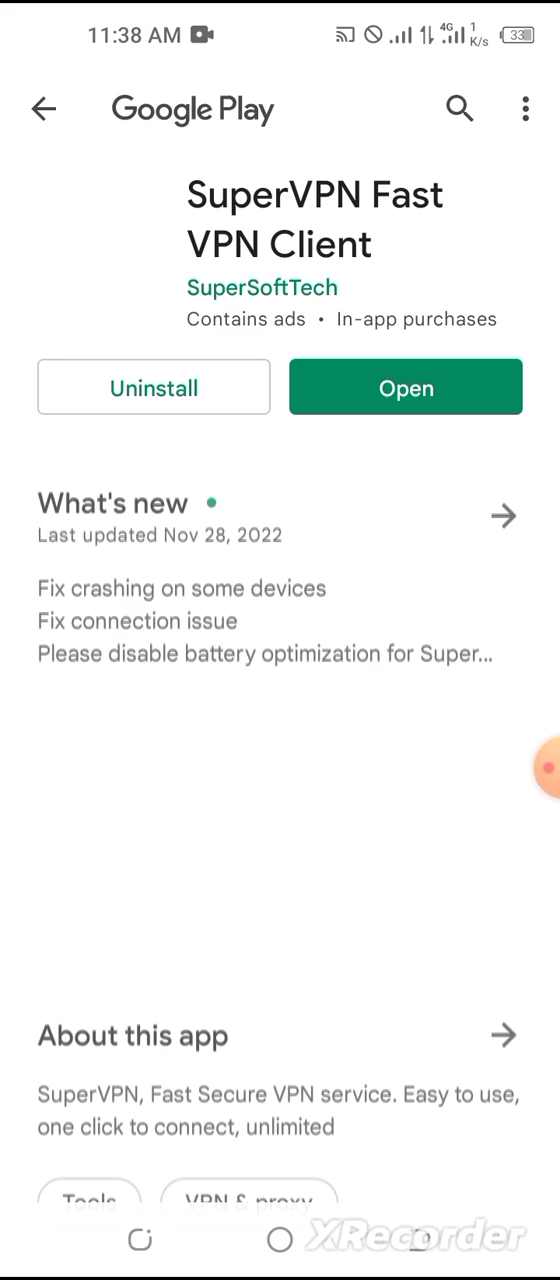 11:38 AM
4G 1 K/s 33
Google Play
SuperVPN Fast
VPN Client
SuperSoftTech
Contains ads • In-app purchases
Uninstall
Open
What's new
Last updated Nov 28, 2022
Fix crashing on some devices
Fix connection issue
Please disable battery optimization for Super...
About this app
SuperVPN, Fast Secure VPN service. Easy to use,
one click to connect, unlimited
Tools
VPN & proxy
XRecorder